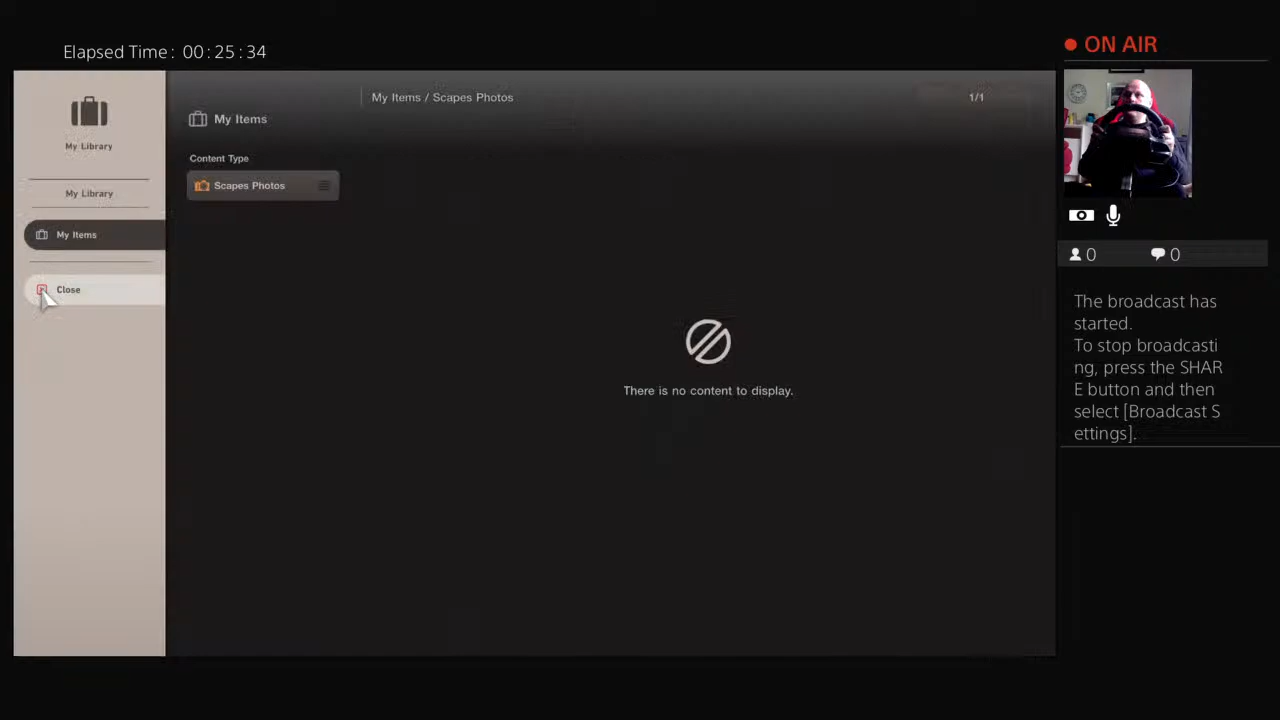 Elapsed Time: 00:25:34
ON AIR
My Library
My Library
My Items
Close
My Items / Scapes Photos
1/1
My Items
Content Type
Scapes Photos
There is no content to display.
0
0
The broadcast has
started.
To stop broadcasti
ng, press the SHAR
E button and then
select [Broadcast S
ettings].